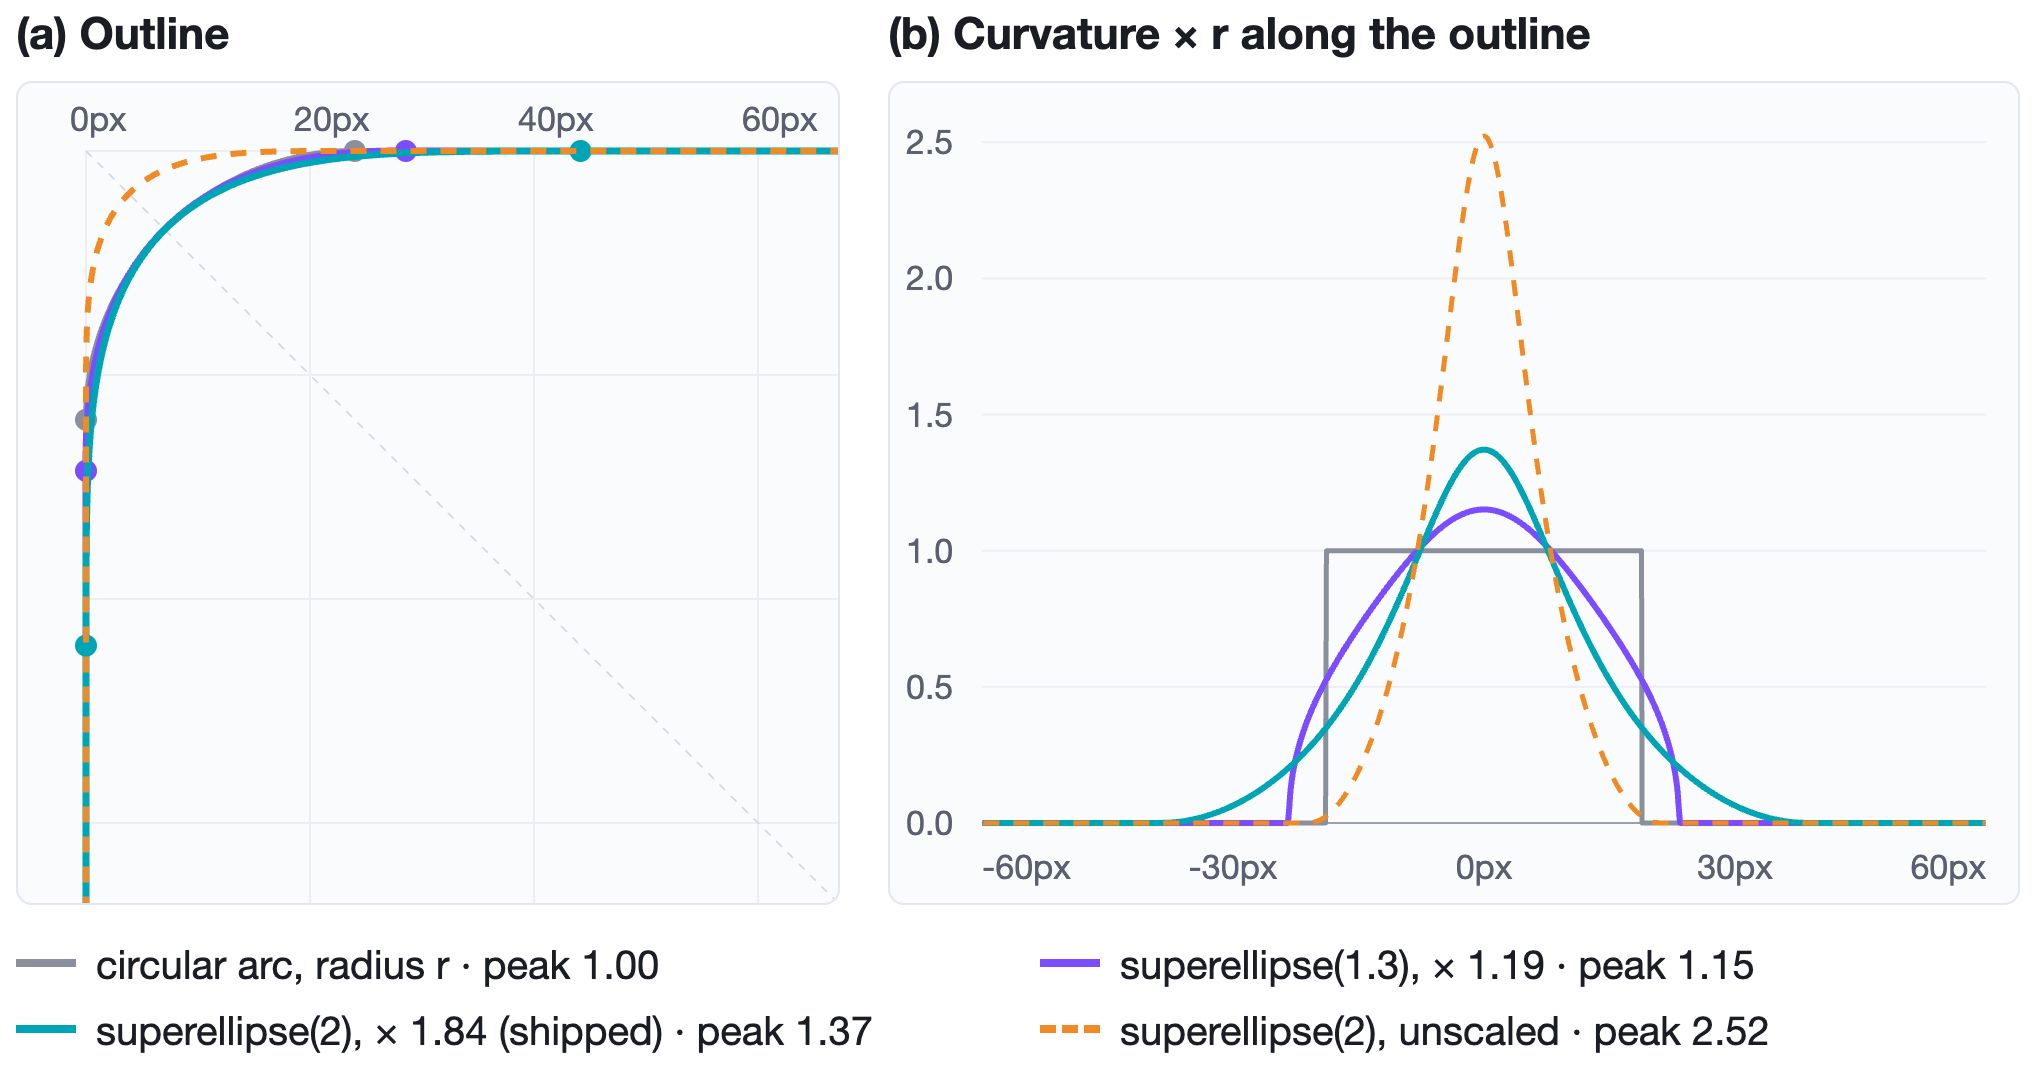 (a) Outline
0px 20px 40px 60px
(b) Curvature × r along the outline
2.5
2.0
1.5
1.0
0.5
0.0
-60px -30px 0px 30px 60px
circular arc, radius r · peak 1.00
superellipse(1.3), × 1.19 · peak 1.15
superellipse(2), × 1.84 (shipped) · peak 1.37
superellipse(2), unscaled · peak 2.52